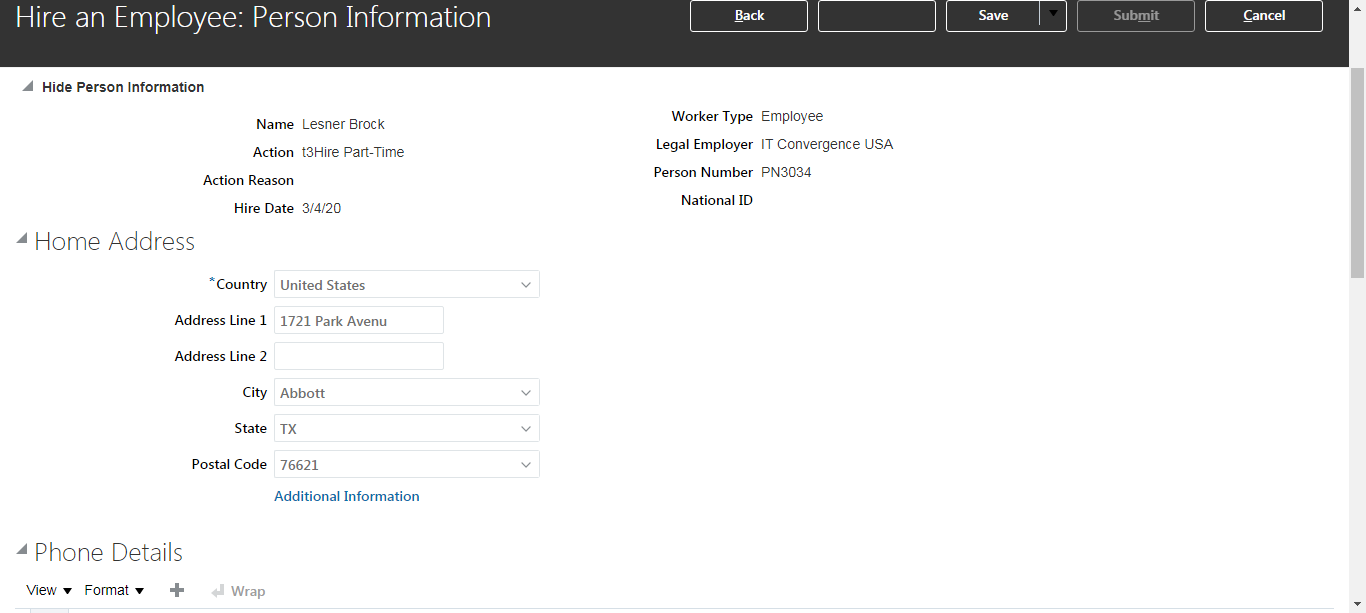 Hire an Employee: Person Information
Back
Save
Submit
Cancel
Hide Person Information
Name Lesner Brock
Action t3Hire Part-Time
Action Reason
Hire Date 3/4/20
Worker Type Employee
Legal Employer IT Convergence USA
Person Number PN3034
National ID
Home Address
*Country United States
Address Line 1 1721 Park Avenu
Address Line 2
City Abbott
State TX
Postal Code 76621
Additional Information
Phone Details
View Format Wrap